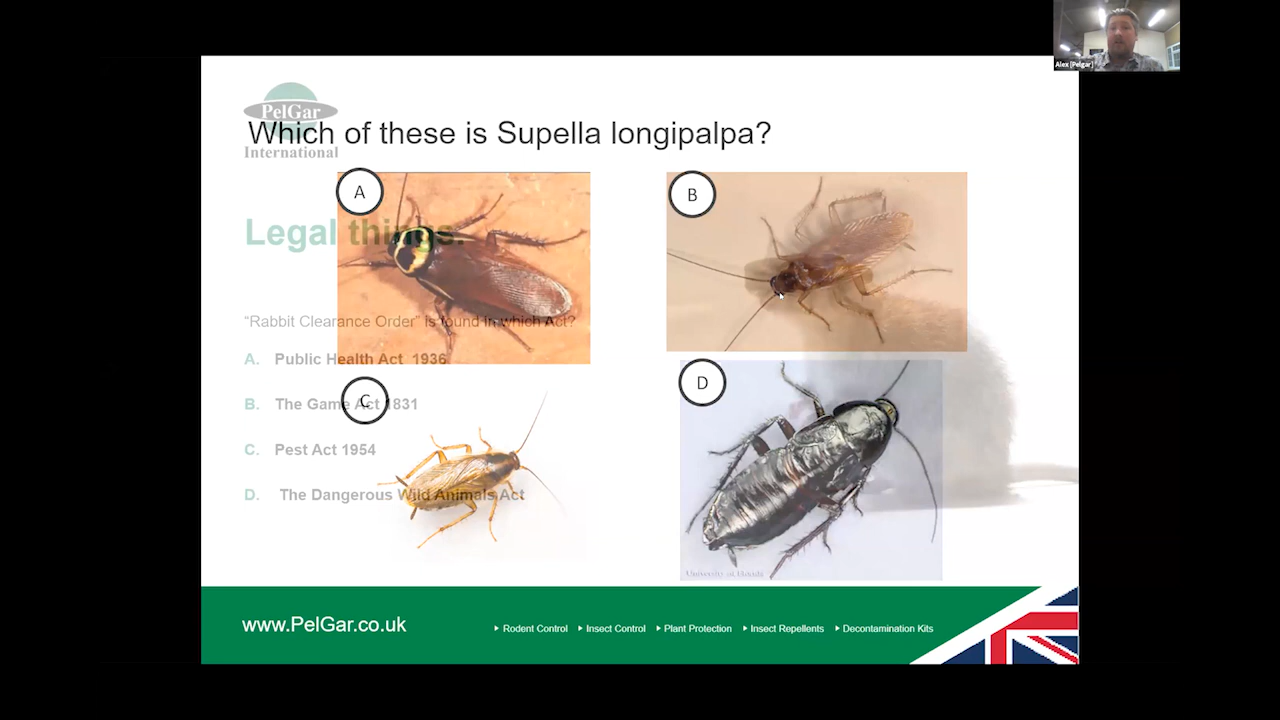 Alex [Pelgar]
PelGar
International
Which of these is Supella longipalpa?
A
B
Legal things.
"Rabbit Clearance Order" is found in which Act?
A. Public Health Act 1936
B. The Game Act 1831
C. Pest Act 1954
D. The Dangerous Wild Animals Act
C
D
University of Florida
www.PelGar.co.uk
Rodent Control Insect Control Plant Protection Insect Repellents Decontamination Kits